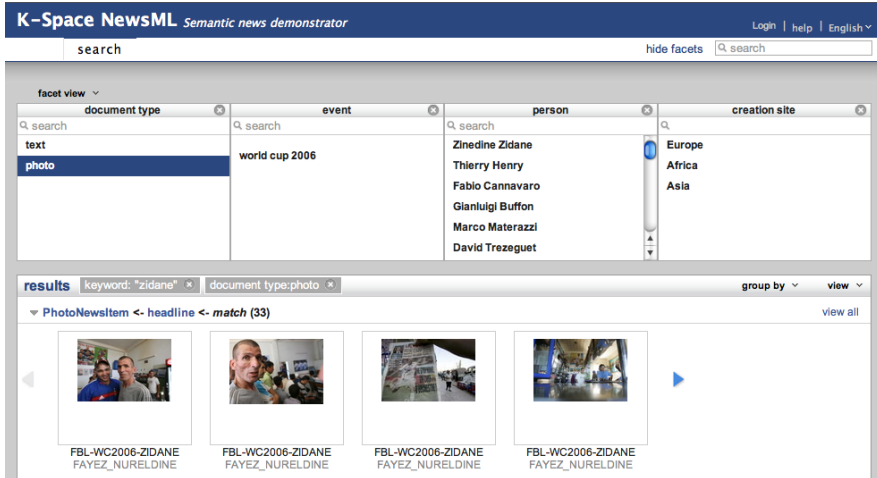 K-Space NewsML Semantic news demonstrator
Login | help | English
search
hide facets
search
facet view
document type
event
person
creation site
search
search
search
text
photo
world cup 2006
Zinedine Zidane
Thierry Henry
Fabio Cannavaro
Gianluigi Buffon
Marco Materazzi
David Trezeguet
Europe
Africa
Asia
results keyword: "zidane" document type:photo group by view
PhotoNewsItem <- headline <- match (33) view all
FBL-WC2006-ZIDANE FBL-WC2006-ZIDANE FBL-WC2006-ZIDANE FBL-WC2006-ZIDANE
FAYEZ_NURELDINE FAYEZ_NURELDINE FAYEZ_NURELDINE FAYEZ_NURELDINE